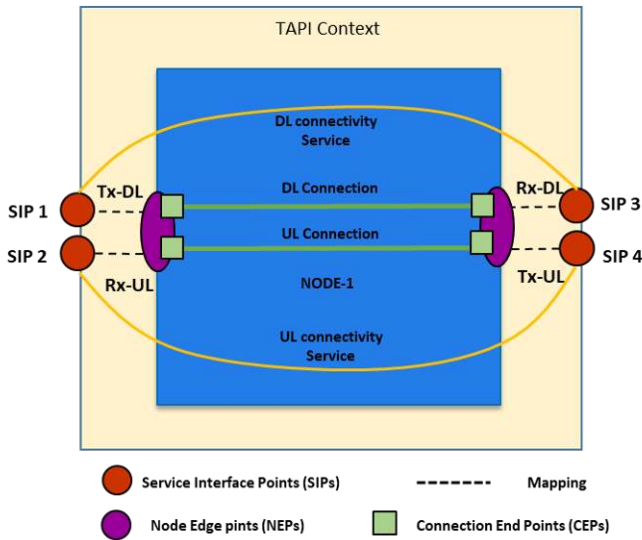 TAPI Context
DL connectivity
Service
Tx-DL
DL Connection
Rx-DL
SIP 1
SIP 3
UL Connection
SIP 2
SIP 4
Rx-UL
NODE-1
Tx-UL
UL connectivity
Service
Service Interface Points (SIPs)
Mapping
Node Edge pints (NEPs)
Connection End Points (CEPs)